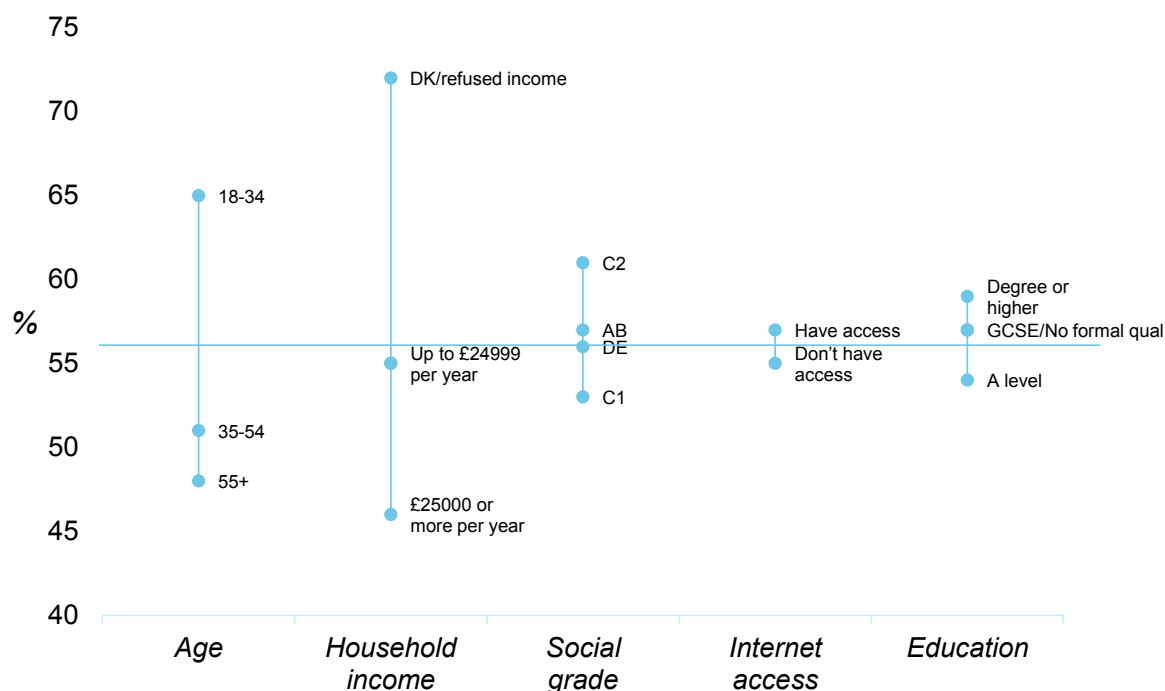 75
70
65
60
%
55
50
45
40
DK/refused income
18-34
C2
Degree or
higher
AB
Have access
GCSE/No formal qual
DE
Up to £24999
per year
Don't have
access
C1
A level
35-54
55+
£25000 or
more per year
Age
Household
income
Social
grade
Internet
access
Education